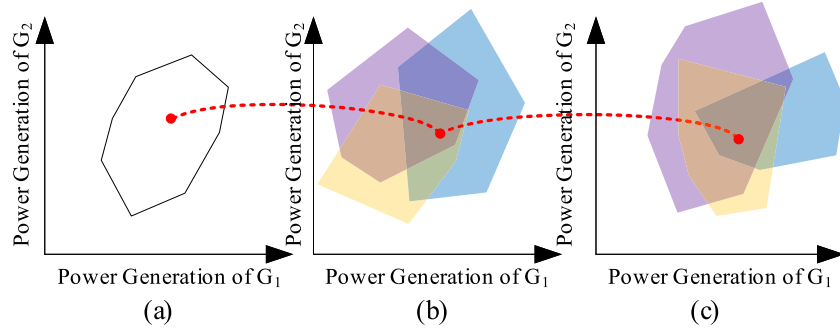 Power Generation of G2
Power Generation of G1
(a)
Power Generation of G2
Power Generation of G1
(b)
Power Generation of G2
Power Generation of G1
(c)